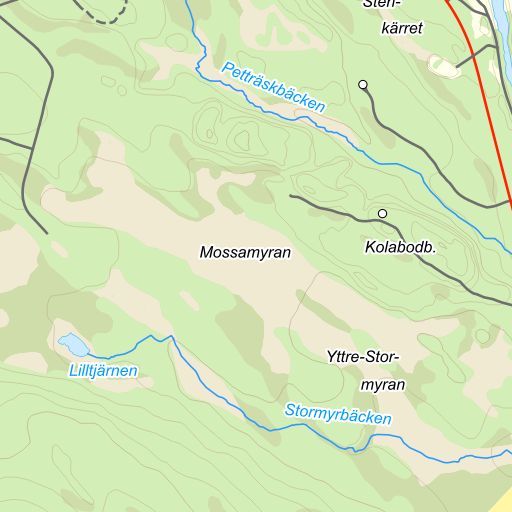 Sten-
kärret
Petträskbäcken
Kolabodb.
Mossamyran
Yttre-Stor-
myran
Lilltjärnen
Stormyrbäcken